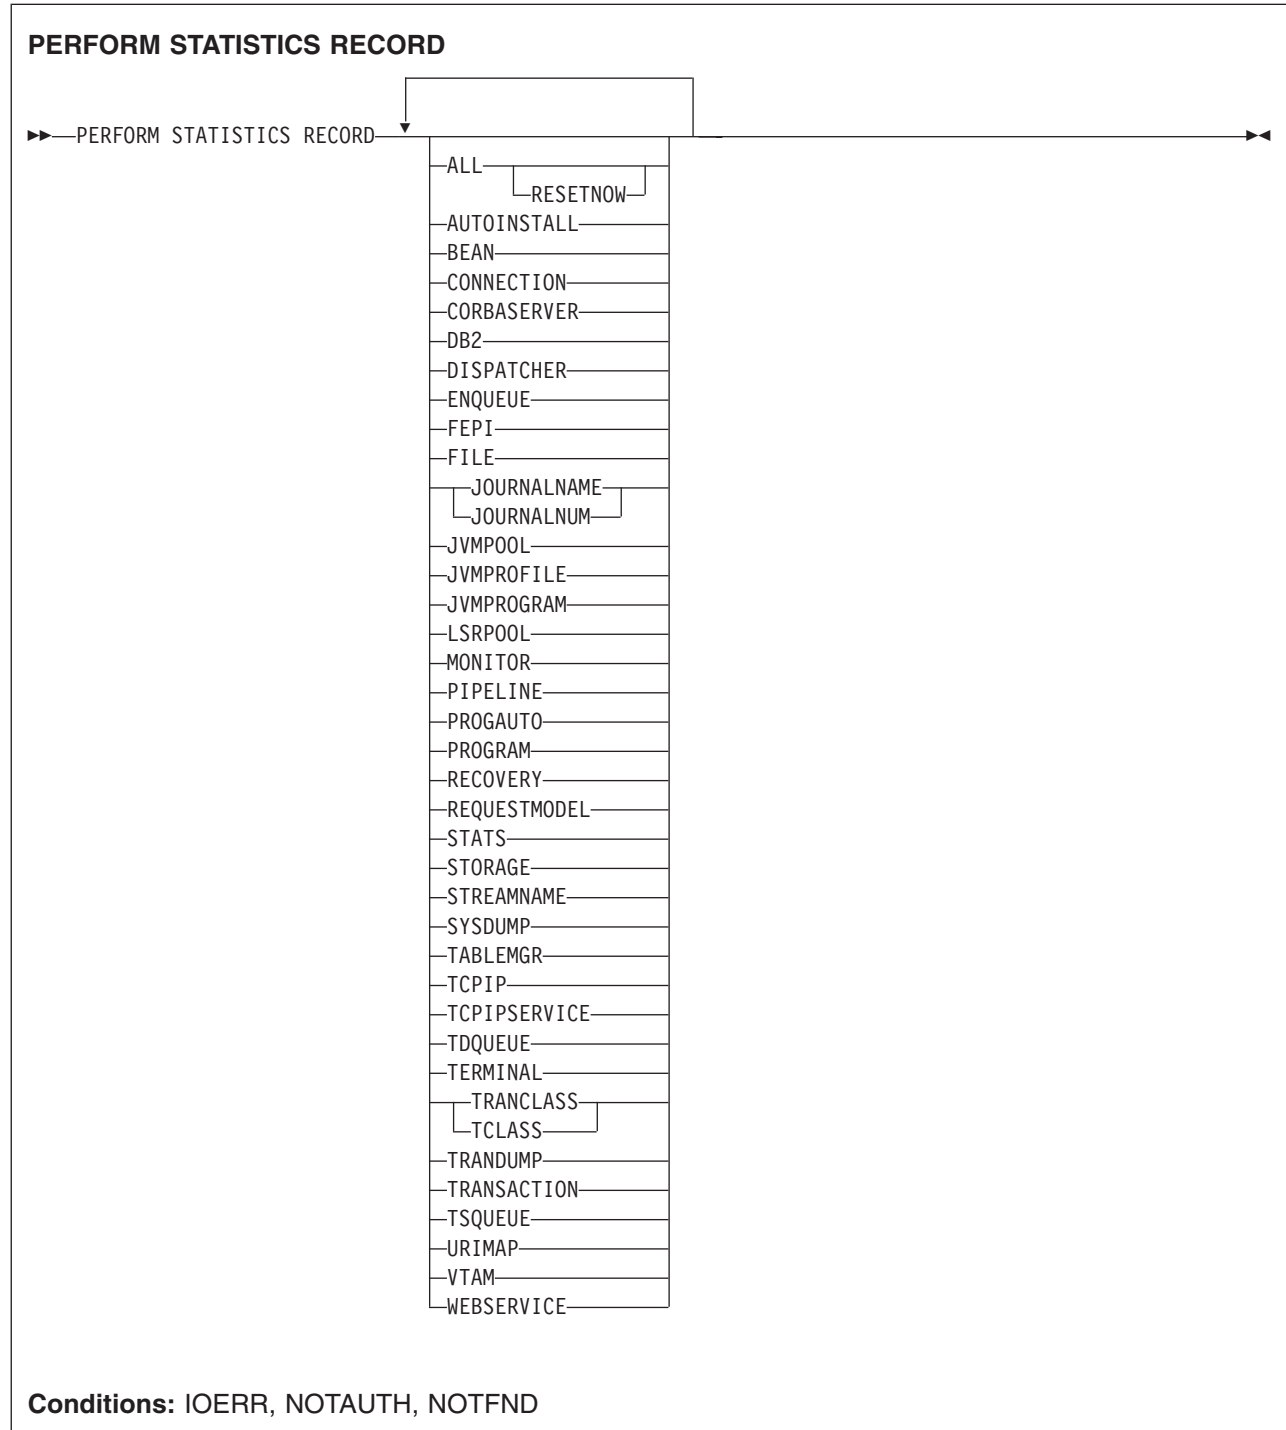 PERFORM STATISTICS RECORD
PERFORM STATISTICS RECORD
ALL
RESETNOW
AUTOINSTALL
BEAN
CONNECTION
CORBASERVER
DB2
DISPATCHER
ENQUEUE
FEPI
FILE
JOURNALNAME
JOURNALNUM
JVMPOOL
JVMPROFILE
JVMPROGRAM
LSRPOOL
MONITOR
PIPELINE
PROGAUTO
PROGRAM
RECOVERY
REQUESTMODEL
STATS
STORAGE
STREAMNAME
SYSDUMP
TABLEMGR
TCPIP
TCPIPSERVICE
TDQUEUE
TERMINAL
TRANCLASS
TCLASS
TRANDUMP
TRANSACTION
TSQUEUE
URIMAP
VTAM
WEBSERVICE
Conditions: IOERR, NOTAUTH, NOTFND